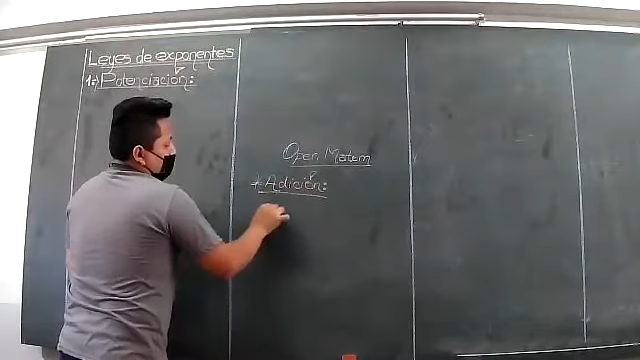 Leyes de exponentes
1.) Potenciación:
Oper. Matem
* Adición: